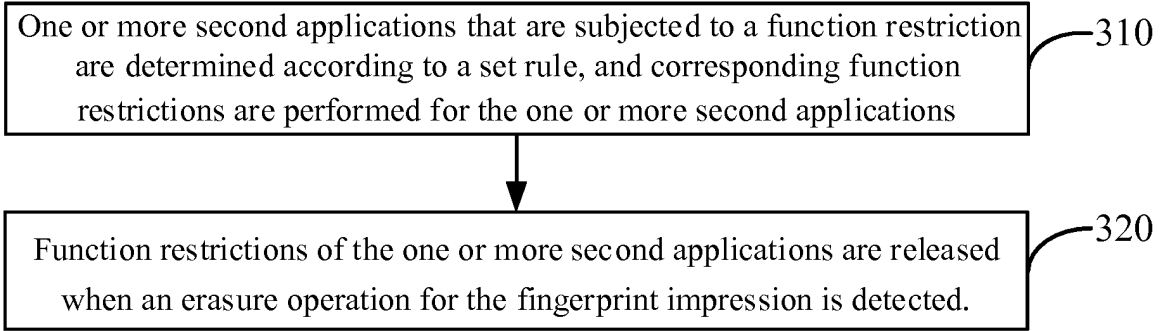 One or more second applications that are subjected to a function restriction
are determined according to a set rule, and corresponding function
restrictions are performed for the one or more second applications
310
Function restrictions of the one or more second applications are released
when an erasure operation for the fingerprint impression is detected.
320